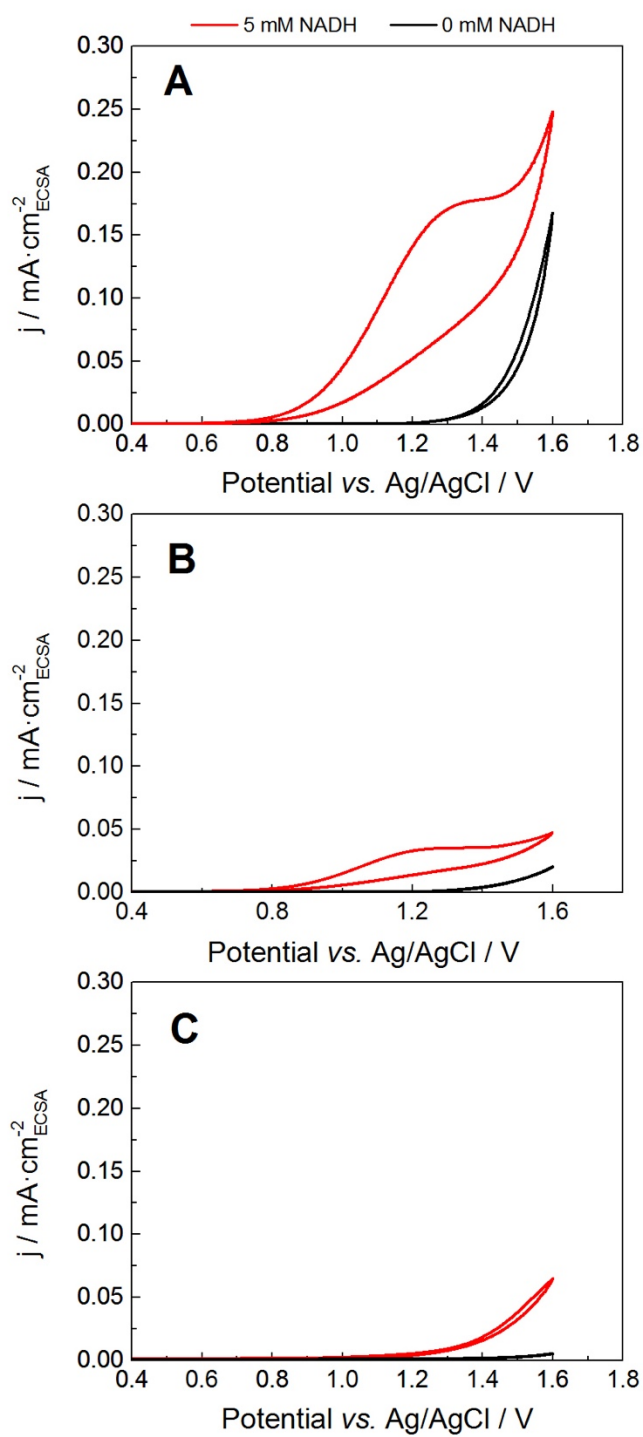 5 mM NADH 0 mM NADH
A
0.30
0.25
0.20
0.15
0.10
0.05
0.00
j / mA·cm⁻²ECSA
0.4 0.6 0.8 1.0 1.2 1.4 1.6 1.8
Potential vs. Ag/AgCl / V
B
0.30
0.25
0.20
0.15
0.10
0.05
0.00
j / mA·cm⁻²ECSA
0.4 0.8 1.2 1.6
Potential vs. Ag/AgCl / V
C
0.30
0.25
0.20
0.15
0.10
0.05
0.00
j / mA·cm⁻²ECSA
0.4 0.6 0.8 1.0 1.2 1.4 1.6 1.8
Potential vs. Ag/AgCl / V